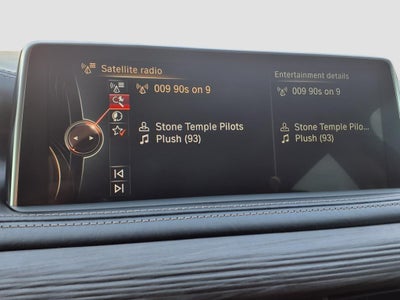 Satellite radio
009 90s on 9
Stone Temple Pilots
Plush (93)
Entertainment details
009 90s on 9
Stone Temple Pilo...
Plush (93)